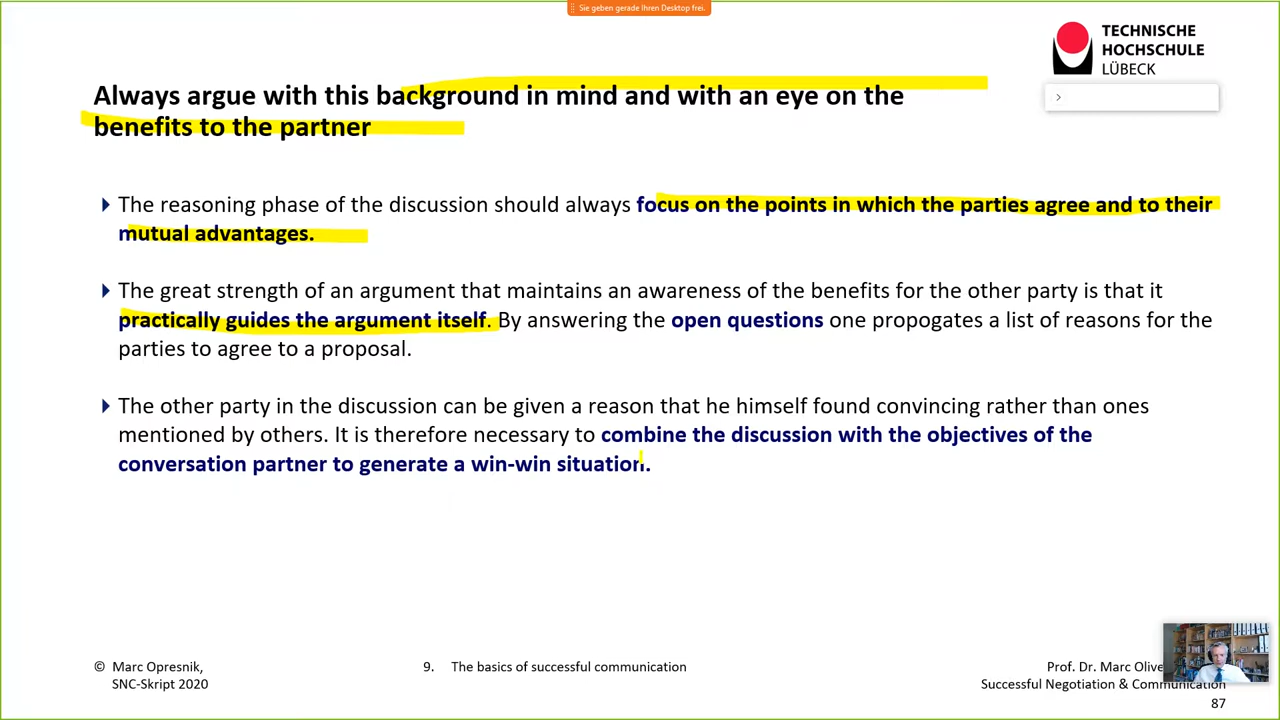 Sie geben gerade Ihren Desktop frei.
TECHNISCHE
HOCHSCHULE
LÜBECK
Always argue with this background in mind and with an eye on the
benefits to the partner
The reasoning phase of the discussion should always focus on the points in which the parties agree and to their
mutual advantages.
The great strength of an argument that maintains an awareness of the benefits for the other party is that it
practically guides the argument itself. By answering the open questions one propogates a list of reasons for the
parties to agree to a proposal.
The other party in the discussion can be given a reason that he himself found convincing rather than ones
mentioned by others. It is therefore necessary to combine the discussion with the objectives of the
conversation partner to generate a win-win situation.
© Marc Opresnik,
SNC-Skript 2020
9. The basics of successful communication
Prof. Dr. Marc
Successful Negotiation & Communication
87